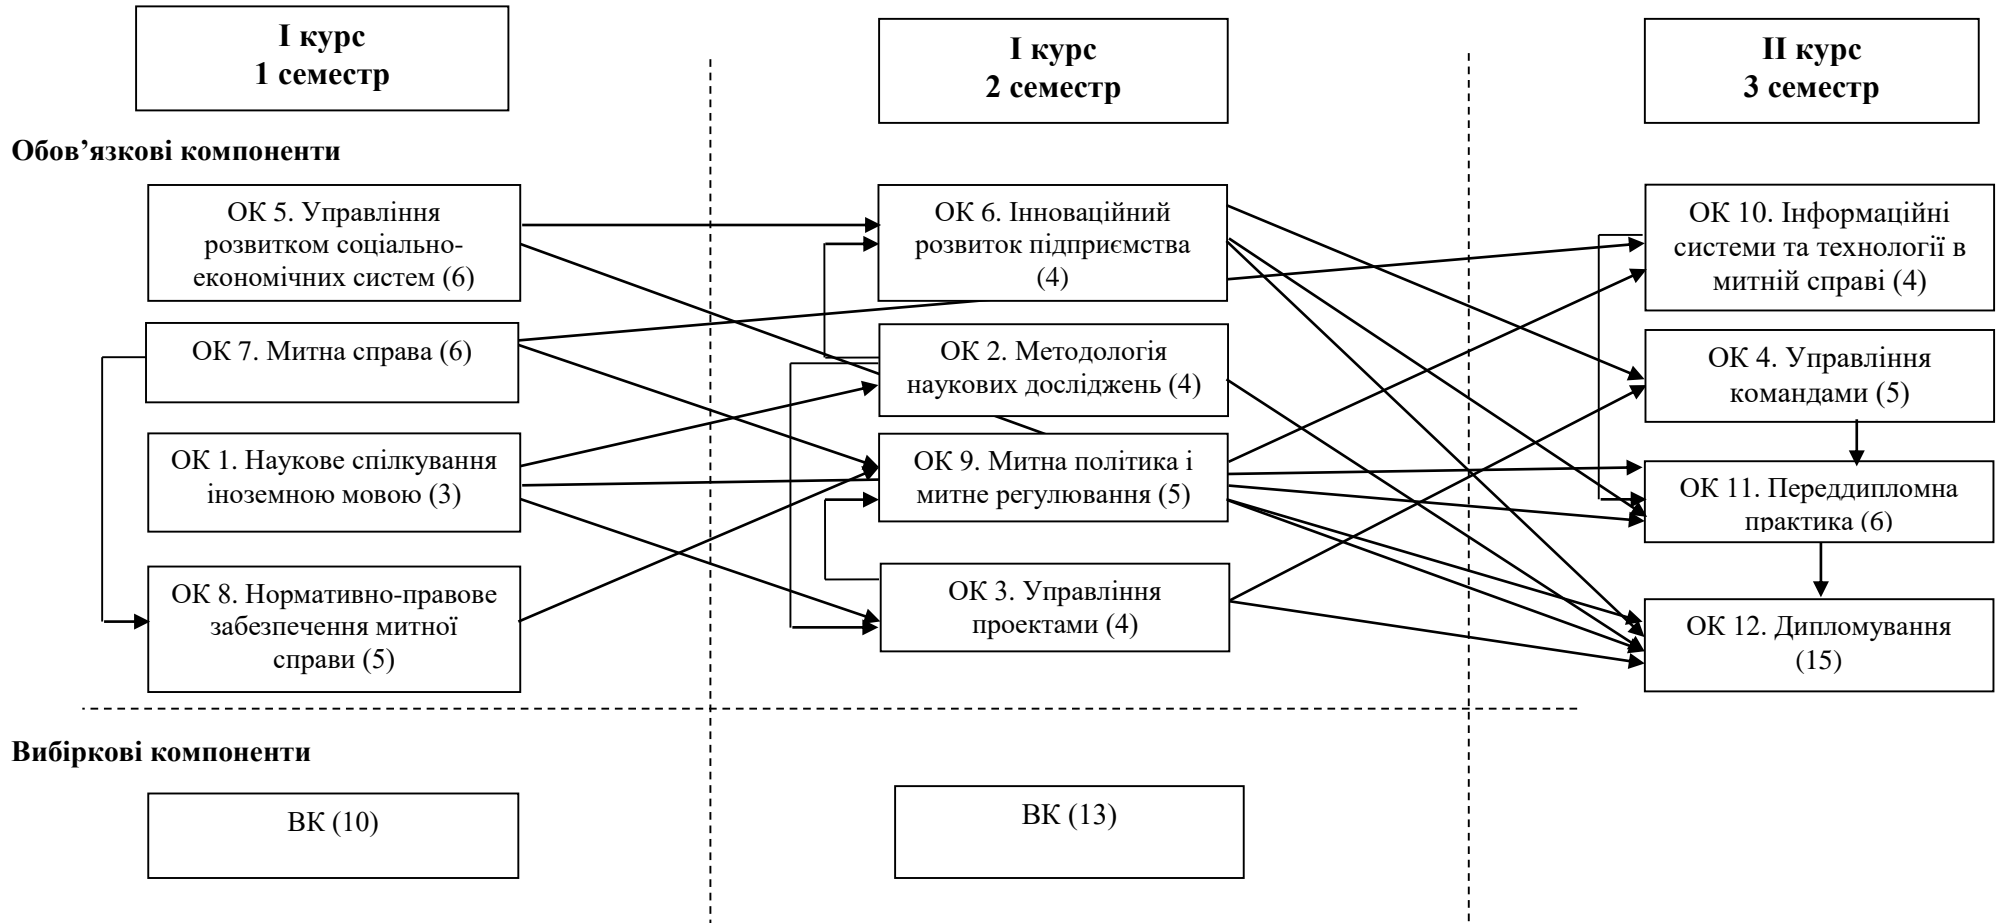 І курс
1 семестр
І курс
2 семестр
ІІ курс
3 семестр
Обов’язкові компоненти
ОК 5. Управління
розвитком соціально-
економічних систем (6)
ОК 6. Інноваційний
розвиток підприємства
(4)
ОК 10. Інформаційні
системи та технології в
митній справі (4)
ОК 7. Митна справа (6)
ОК 2. Методологія
наукових досліджень (4)
ОК 4. Управління
командами (5)
ОК 1. Наукове спілкування
іноземною мовою (3)
ОК 9. Митна політика і
митне регулювання (5)
ОК 11. Переддипломна
практика (6)
ОК 8. Нормативно-правове
забезпечення митної
справи (5)
ОК 3. Управління
проектами (4)
ОК 12. Дипломування
(15)
Вибіркові компоненти
ВК (10)
ВК (13)